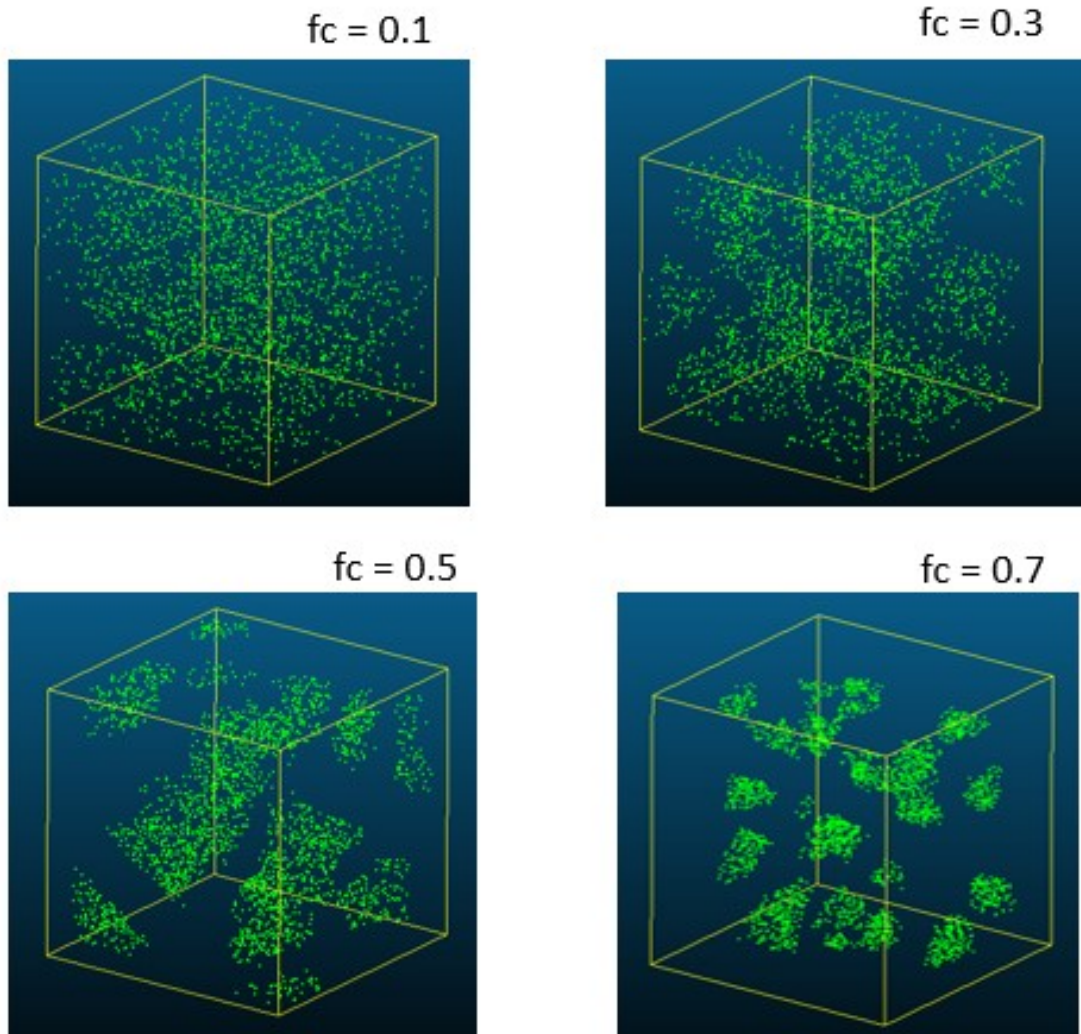 fc = 0.1
fc = 0.3
fc = 0.5
fc = 0.7